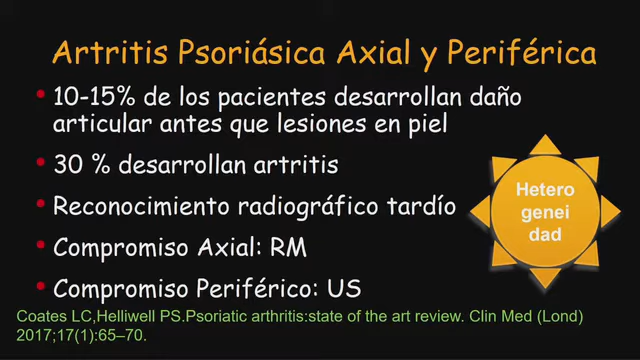 Artritis Psoriásica Axial y Periférica
• 10-15% de los pacientes desarrollan daño
articular antes que lesiones en piel
• 30 % desarrollan artritis
• Reconocimiento radiográfico tardío
• Compromiso Axial: RM
• Compromiso Periférico: US
Hetero
genei
dad
Coates LC,Helliwell PS.Psoriatic arthritis:state of the art review. Clin Med (Lond)
2017;17(1):65–70.